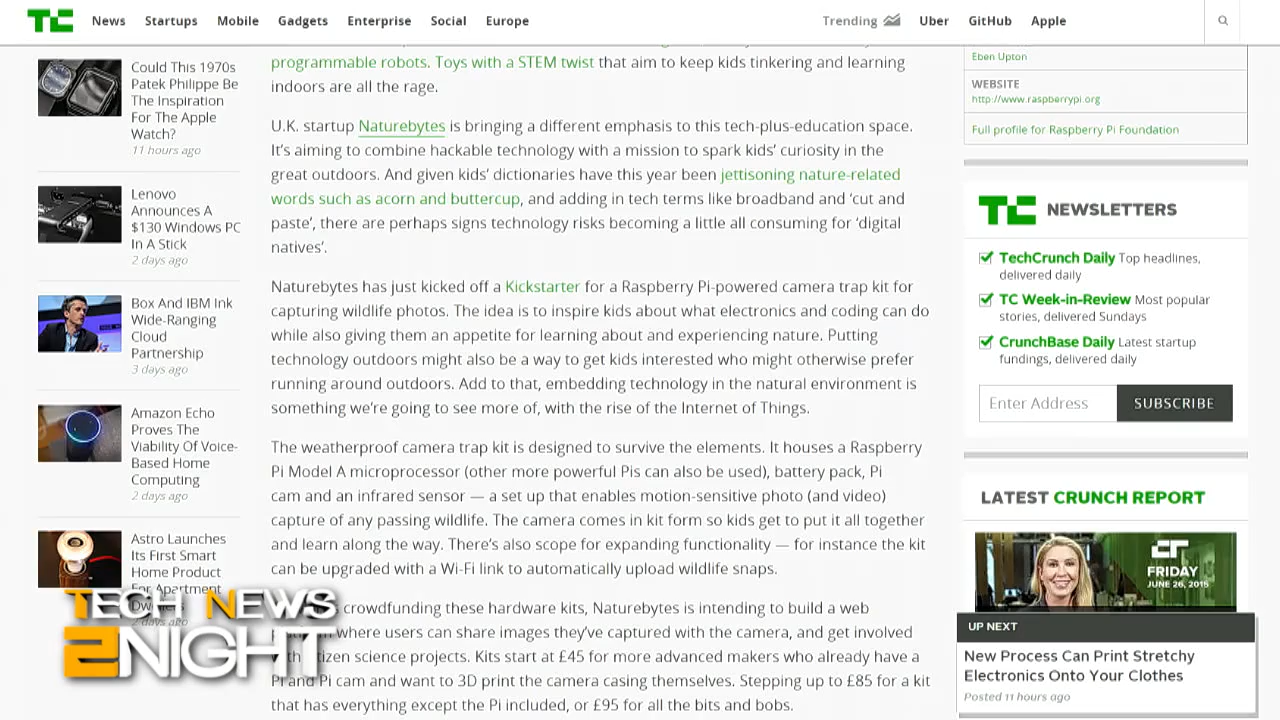 TC News Startups Mobile Gadgets Enterprise Social Europe Trending Uber GitHub Apple
Could This 1970s
Patek Philippe Be
The Inspiration
For The Apple
Watch?
11 hours ago
Lenovo
Announces A
$130 Windows PC
In A Stick
2 days ago
Box And IBM Ink
Wide-Ranging
Cloud
Partnership
3 days ago
Amazon Echo
Proves The
Viability Of Voice-
Based Home
Computing
2 days ago
Astro Launches
Its First Smart
Home Product
For Apartment
2 days ago
programmable robots. Toys with a STEM twist that aim to keep kids tinkering and learning
indoors are all the rage.
U.K. startup Naturebytes is bringing a different emphasis to this tech-plus-education space.
It's aiming to combine hackable technology with a mission to spark kids' curiosity in the
great outdoors. And given kids' dictionaries have this year been jettisoning nature-related
words such as acorn and buttercup, and adding in tech terms like broadband and 'cut and
paste', there are perhaps signs technology risks becoming a little all consuming for 'digital
natives'.
Naturebytes has just kicked off a Kickstarter for a Raspberry Pi-powered camera trap kit for
capturing wildlife photos. The idea is to inspire kids about what electronics and coding can do
while also giving them an appetite for learning about and experiencing nature. Putting
technology outdoors might also be a way to get kids interested who might otherwise prefer
running around outdoors. Add to that, embedding technology in the natural environment is
something we're going to see more of, with the rise of the Internet of Things.
The weatherproof camera trap kit is designed to survive the elements. It houses a Raspberry
Pi Model A microprocessor (other more powerful Pis can also be used), battery pack, Pi
cam and an infrared sensor — a set up that enables motion-sensitive photo (and video)
capture of any passing wildlife. The camera comes in kit form so kids get to put it all together
and learn along the way. There's also scope for expanding functionality — for instance the kit
can be upgraded with a Wi-Fi link to automatically upload wildlife snaps.
crowdfunding these hardware kits, Naturebytes is intending to build a web
where users can share images they've captured with the camera, and get involved
citizen science projects. Kits start at £45 for more advanced makers who already have a
Pi and Pi cam and want to 3D print the camera casing themselves. Stepping up to £85 for a kit
that has everything except the Pi included, or £95 for all the bits and bobs.
Eben Upton
WEBSITE
http://www.raspberrypi.org
Full profile for Raspberry Pi Foundation
TC NEWSLETTERS
TechCrunch Daily Top headlines,
delivered daily
TC Week-in-Review Most popular
stories, delivered Sundays
CrunchBase Daily Latest startup
fundings, delivered daily
Enter Address SUBSCRIBE
LATEST CRUNCH REPORT
FRIDAY
JUNE 26, 2015
UP NEXT
New Process Can Print Stretchy
Electronics Onto Your Clothes
Posted 11 hours ago
TECH NEWS
2NIGHT